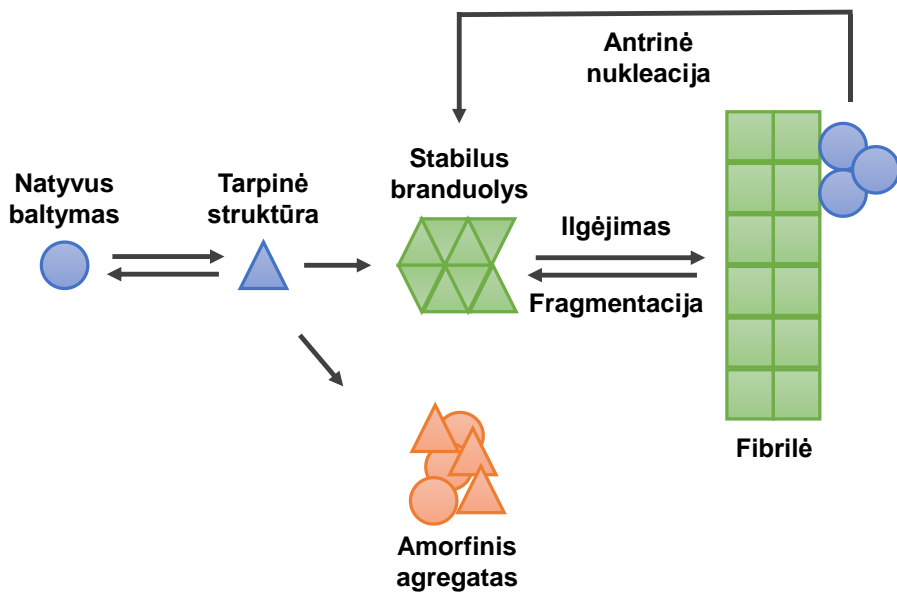 Antrinė
nukleacija
Natyvus
baltymas
Tarpinė
struktūra
Stabilus
branduolys
Ilgėjimas
Fragmentacija
Fibrilė
Amorfinis
agregatas